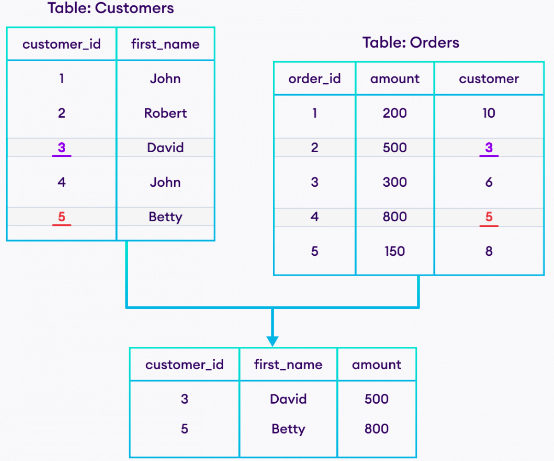 Table: Customers
customer_id first_name
1 John
2 Robert
3 David
4 John
5 Betty
Table: Orders
order_id amount customer
1 200 10
2 500 3
3 300 6
4 800 5
5 150 8
customer_id first_name amount
3 David 500
5 Betty 800